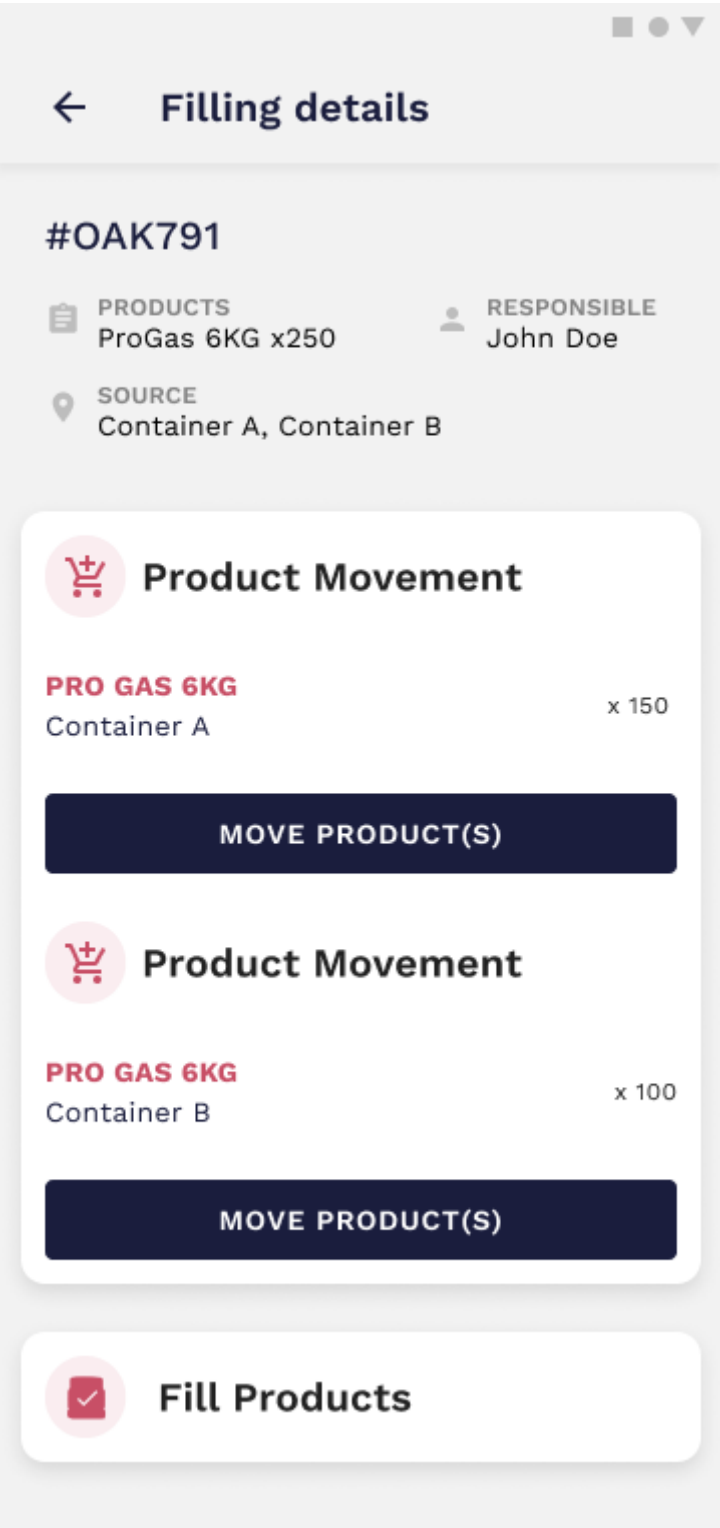 Filling details
#OAK791
PRODUCTS
ProGas 6KG x250
RESPONSIBLE
John Doe
SOURCE
Container A, Container B
Product Movement
PRO GAS 6KG
Container A
x 150
MOVE PRODUCT(S)
Product Movement
PRO GAS 6KG
Container B
x 100
MOVE PRODUCT(S)
Fill Products